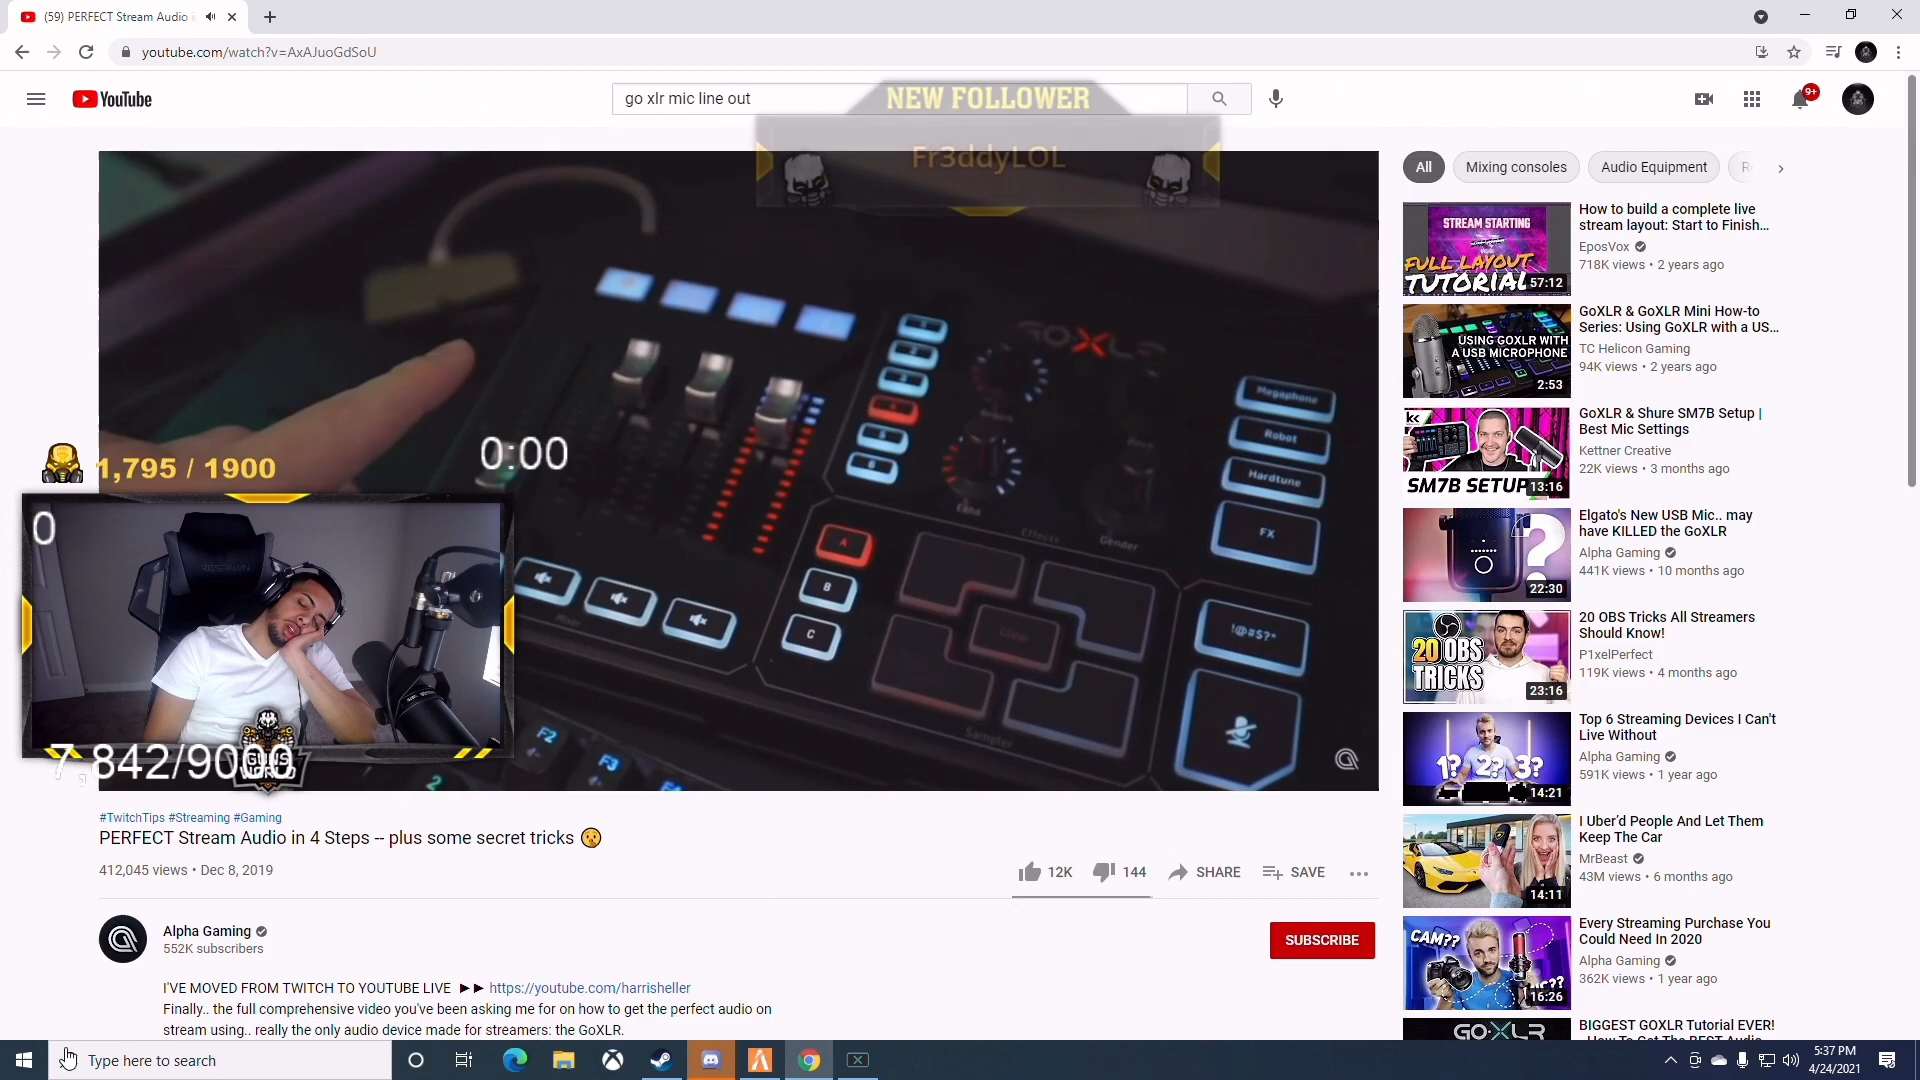 (59) PERFECT Stream Audio i
youtube.com/watch?v=AxAJuoGdSoU
YouTube
go xlr mic line out
9+
NEW FOLLOWER
Fr3ddyLOL
GOXLR
Megaphone
Robot
Hardtune
FX
Echo
Effects
Gender
A
B
C
!@#$?*
Sampler
F2
F3
2
0:00
1,795 / 1900
0
RESPAWN
7,842/9000
GUNS
WORLD
#TwitchTips #Streaming #Gaming
PERFECT Stream Audio in 4 Steps -- plus some secret tricks 🤫
412,045 views • Dec 8, 2019
12K
144
SHARE
SAVE
Alpha Gaming
552K subscribers
SUBSCRIBE
I'VE MOVED FROM TWITCH TO YOUTUBE LIVE ►► https://youtube.com/harrisheller
Finally.. the full comprehensive video you've been asking me for on how to get the perfect audio on
stream using.. really the only audio device made for streamers: the GoXLR.
All
Mixing consoles
Audio Equipment
STREAM STARTING
FULL LAYOUT
TUTORIAL
57:12
How to build a complete live
stream layout: Start to Finish...
EposVox
718K views • 2 years ago
USING GOXLR WITH
A USB MICROPHONE
2:53
GoXLR & GoXLR Mini How-to
Series: Using GoXLR with a US...
TC Helicon Gaming
94K views • 2 years ago
SM7B SETUP
13:16
GoXLR & Shure SM7B Setup |
Best Mic Settings
Kettner Creative
22K views • 3 months ago
?
22:30
Elgato's New USB Mic.. may
have KILLED the GoXLR
Alpha Gaming
441K views • 10 months ago
20 OBS
TRICKS
23:16
20 OBS Tricks All Streamers
Should Know!
P1xelPerfect
119K views • 4 months ago
1? 2? 3?
14:21
Top 6 Streaming Devices I Can't
Live Without
Alpha Gaming
591K views • 1 year ago
14:11
I Uber'd People And Let Them
Keep The Car
MrBeast
43M views • 6 months ago
CAM??
16:26
Every Streaming Purchase You
Could Need In 2020
Alpha Gaming
362K views • 1 year ago
GO XLR
BIGGEST GOXLR Tutorial EVER!
Type here to search
5:37 PM
4/24/2021